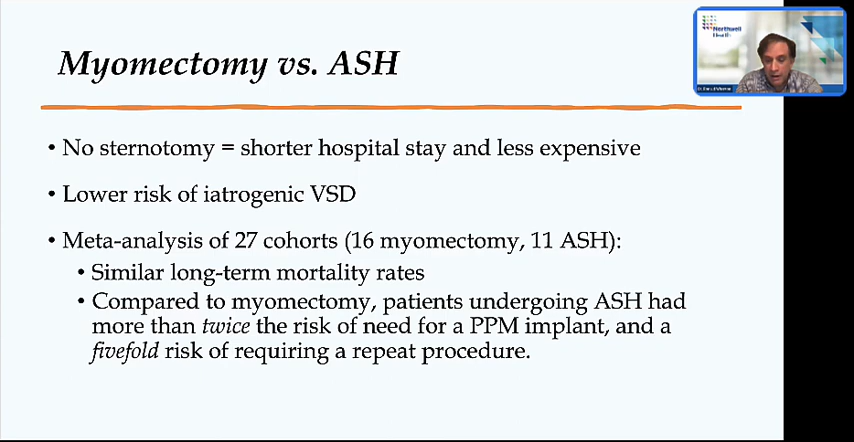 Myomectomy vs. ASH
Northwell
Health
• No sternotomy = shorter hospital stay and less expensive
• Lower risk of iatrogenic VSD
• Meta-analysis of 27 cohorts (16 myomectomy, 11 ASH):
• Similar long-term mortality rates
• Compared to myomectomy, patients undergoing ASH had
more than twice the risk of need for a PPM implant, and a
fivefold risk of requiring a repeat procedure.